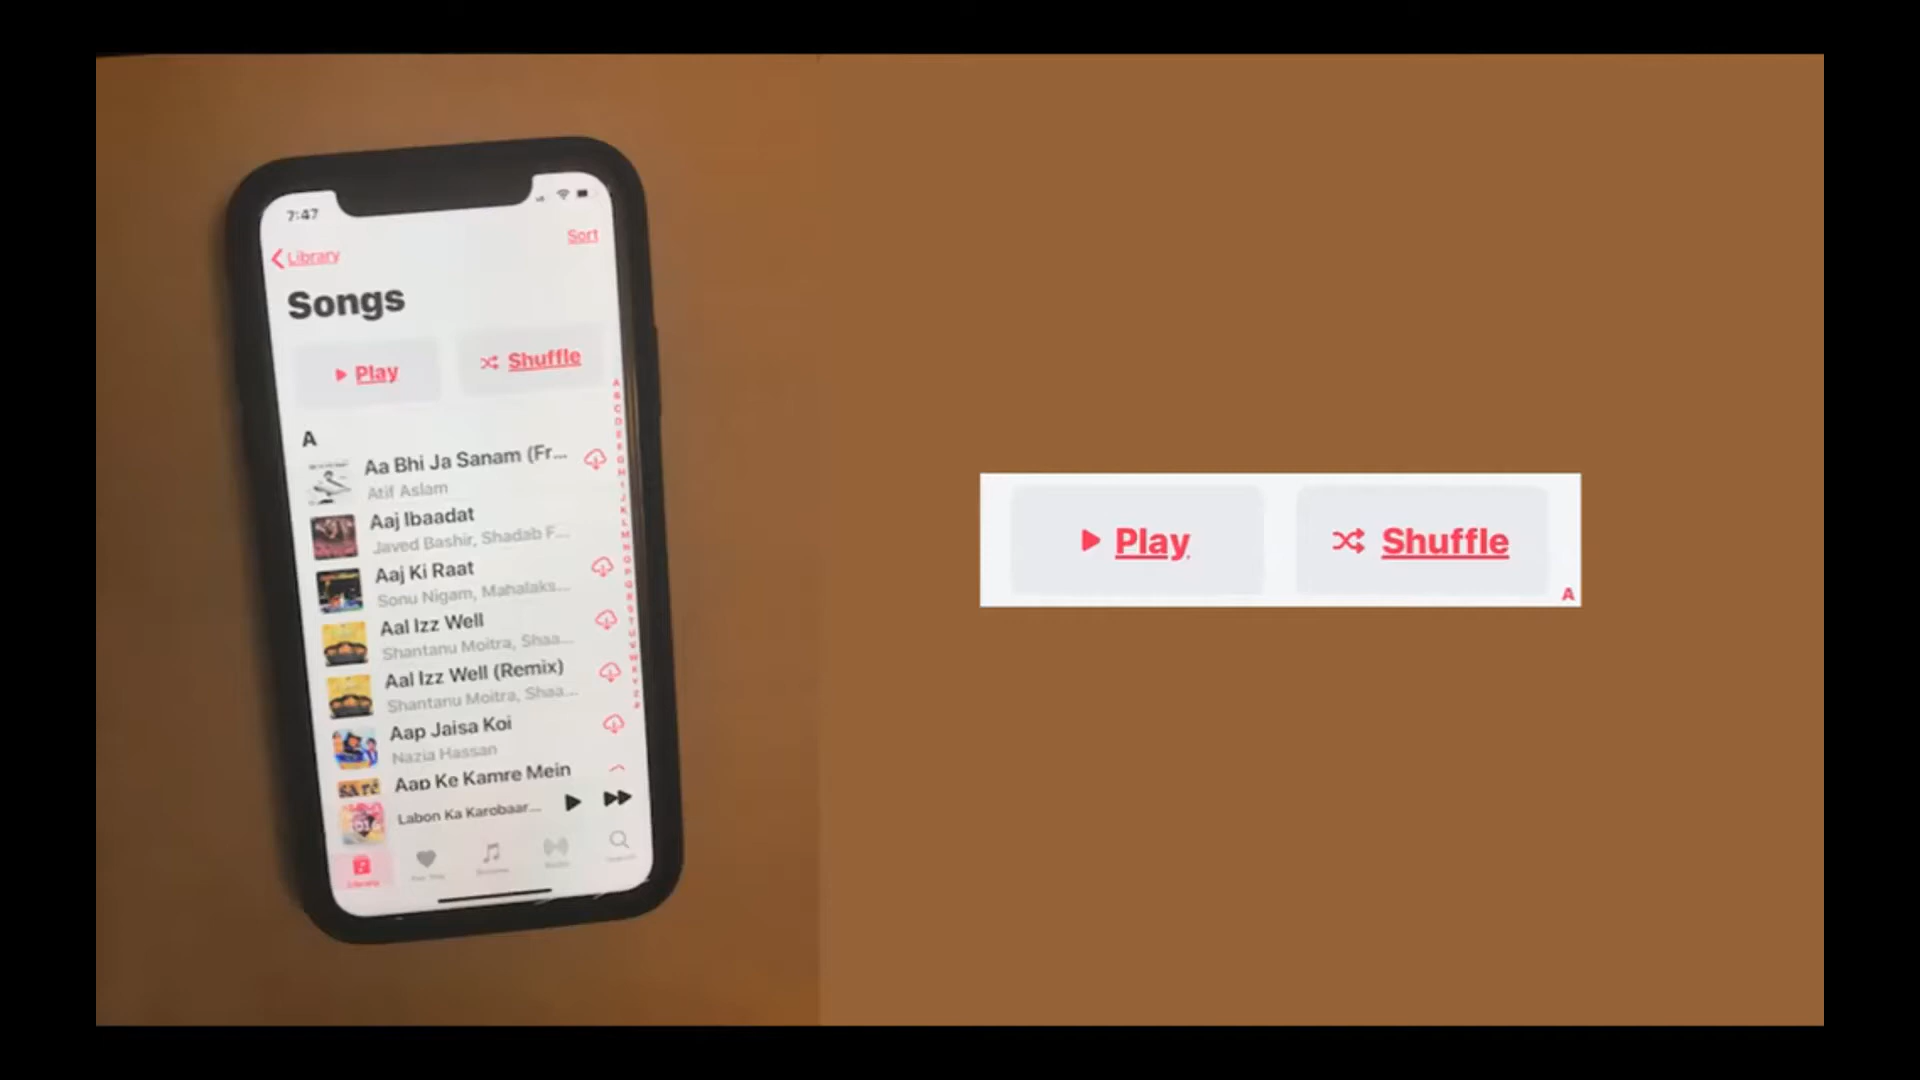 7:47
Library
Sort
Songs
Play
Shuffle
A
Aa Bhi Ja Sanam (Fr...
Atif Aslam
Aaj Ibaadat
Javed Bashir, Shadab F...
Aaj Ki Raat
Sonu Nigam, Mahalaks...
Aal Izz Well
Shantanu Moitra, Shaa...
Aal Izz Well (Remix)
Shantanu Moitra, Shaa...
Aap Jaisa Koi
Nazia Hassan
Aap Ke Kamre Mein
Labon Ka Karobaar...
Library
Play
Shuffle
A